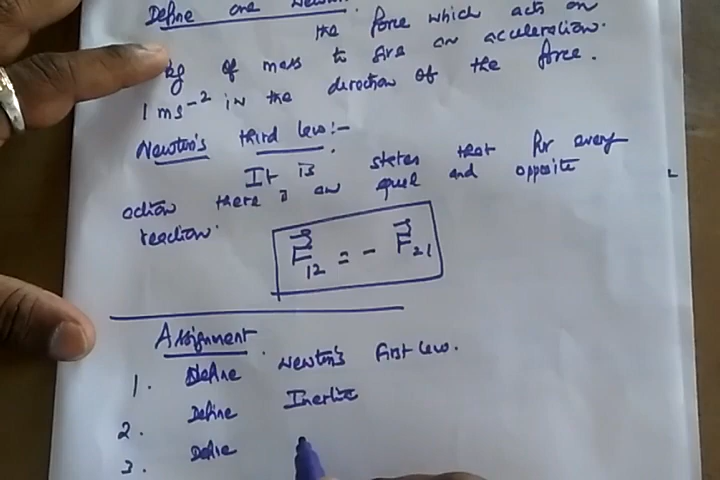 Define one Newton.
the force which acts on
kg of mass to give an acceleration.
1 ms⁻² in the direction of the force.
Newton's third law:-
It is states that for every
action there is an equal and opposite
reaction.
F⃗₁₂ = - F⃗₂₁
Assignment.
1. Define Newton's first law.
2. Define Inertia
3. Define